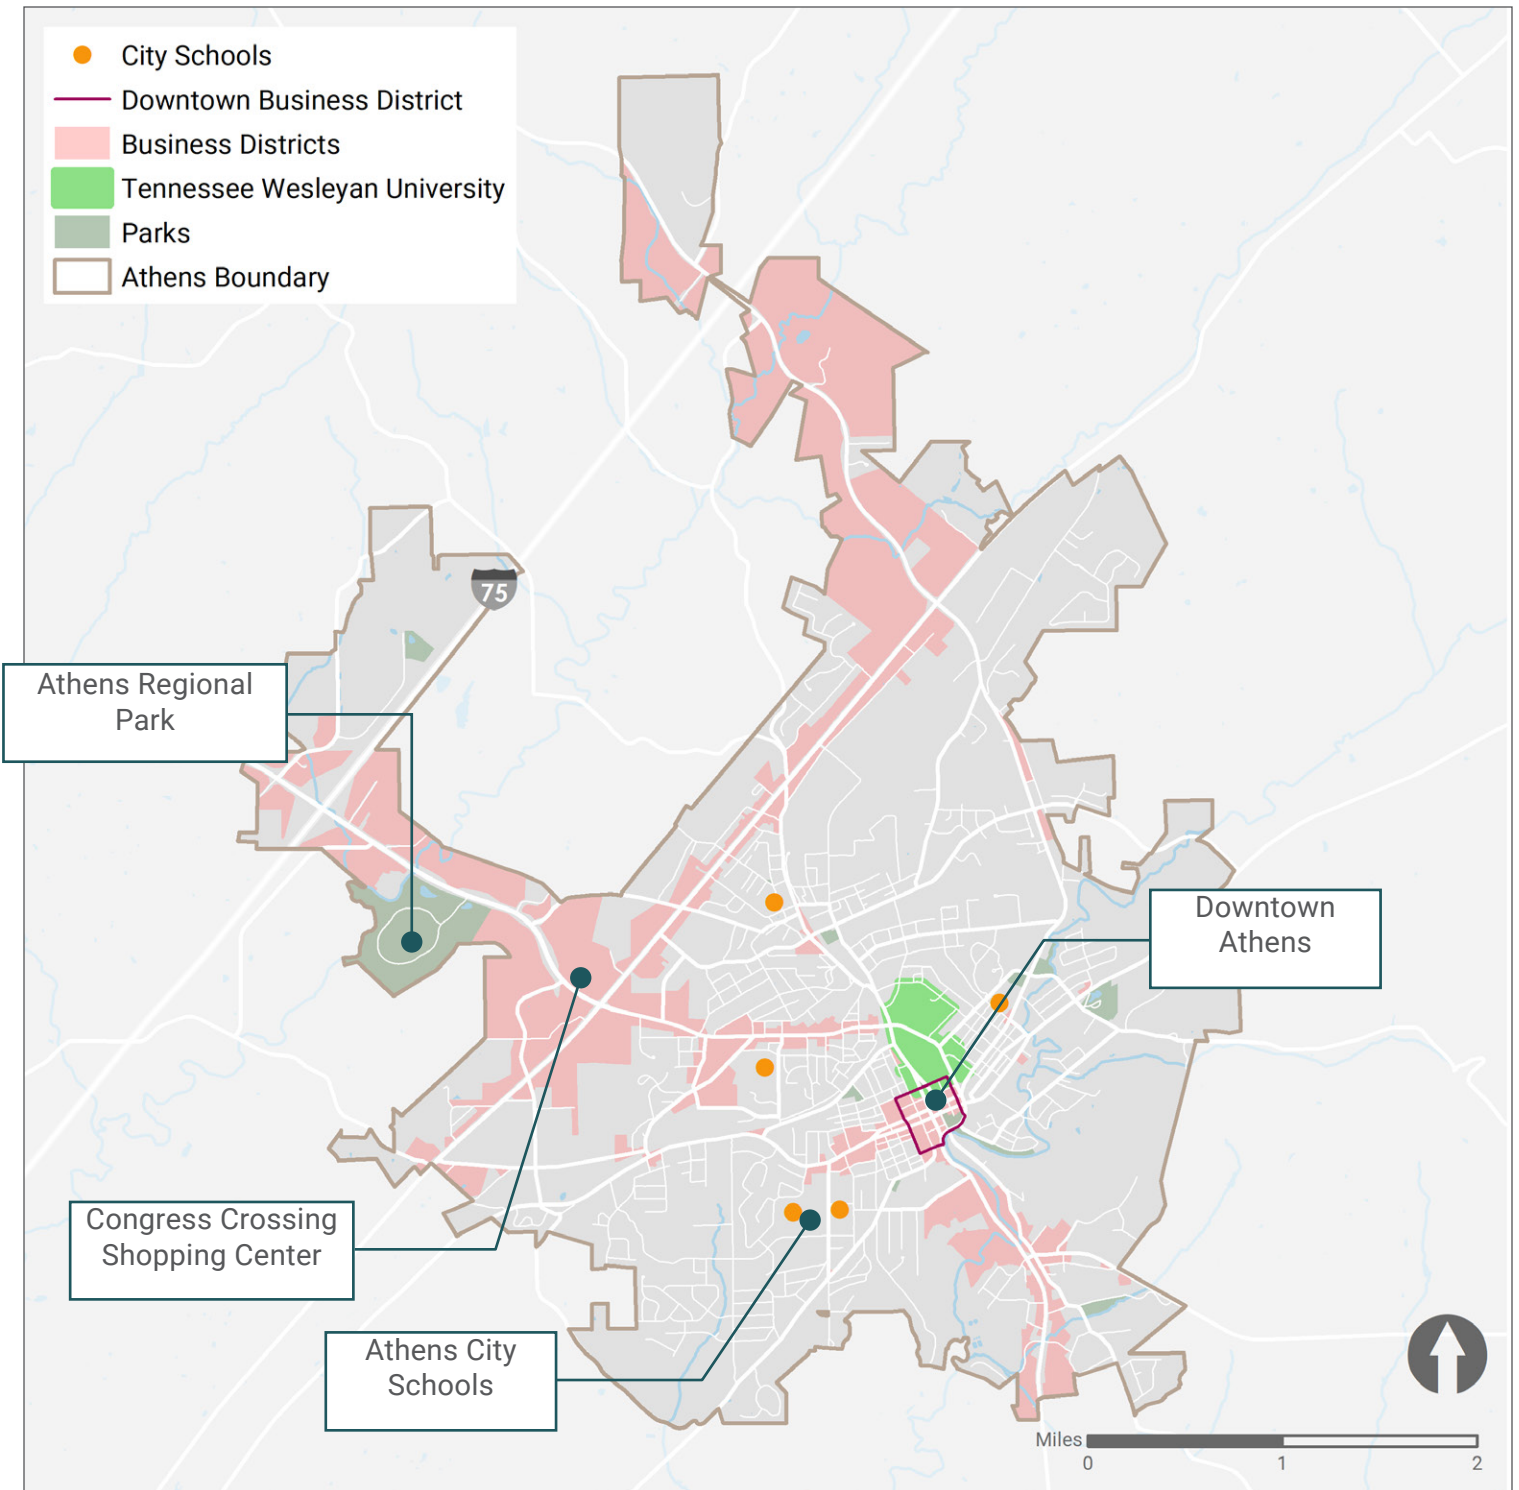 City Schools
Downtown Business District
Business Districts
Tennessee Wesleyan University
Parks
Athens Boundary
75
Athens Regional
Park
Downtown
Athens
Congress Crossing
Shopping Center
Athens City
Schools
Miles
0 1 2